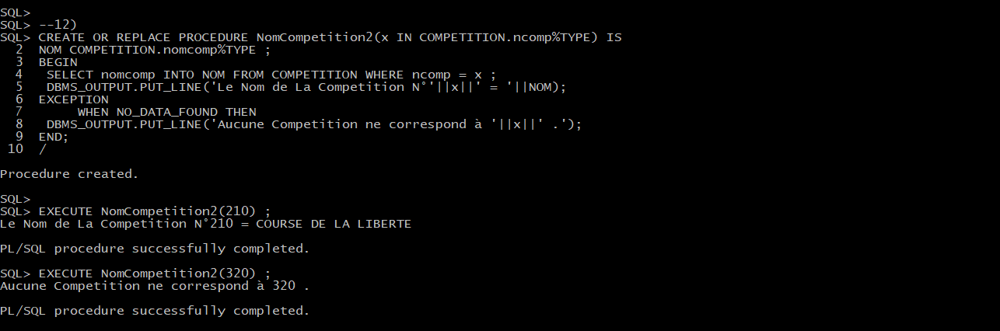 SQL>
SQL> --12)
SQL> CREATE OR REPLACE PROCEDURE NomCompetition2(x IN COMPETITION.ncomp%TYPE) IS
  2  NOM COMPETITION.nomcomp%TYPE ;
  3  BEGIN
  4   SELECT nomcomp INTO NOM FROM COMPETITION WHERE ncomp = x ;
  5   DBMS_OUTPUT.PUT_LINE('Le Nom de La Competition N°'||x||' = '||NOM);
  6  EXCEPTION
  7       WHEN NO_DATA_FOUND THEN
  8   DBMS_OUTPUT.PUT_LINE('Aucune Competition ne correspond à '||x||' .');
  9  END;
 10  /
Procedure created.
SQL>
SQL> EXECUTE NomCompetition2(210) ;
Le Nom de La Competition N°210 = COURSE DE LA LIBERTE
PL/SQL procedure successfully completed.
SQL> EXECUTE NomCompetition2(320) ;
Aucune Competition ne correspond à 320 .
PL/SQL procedure successfully completed.